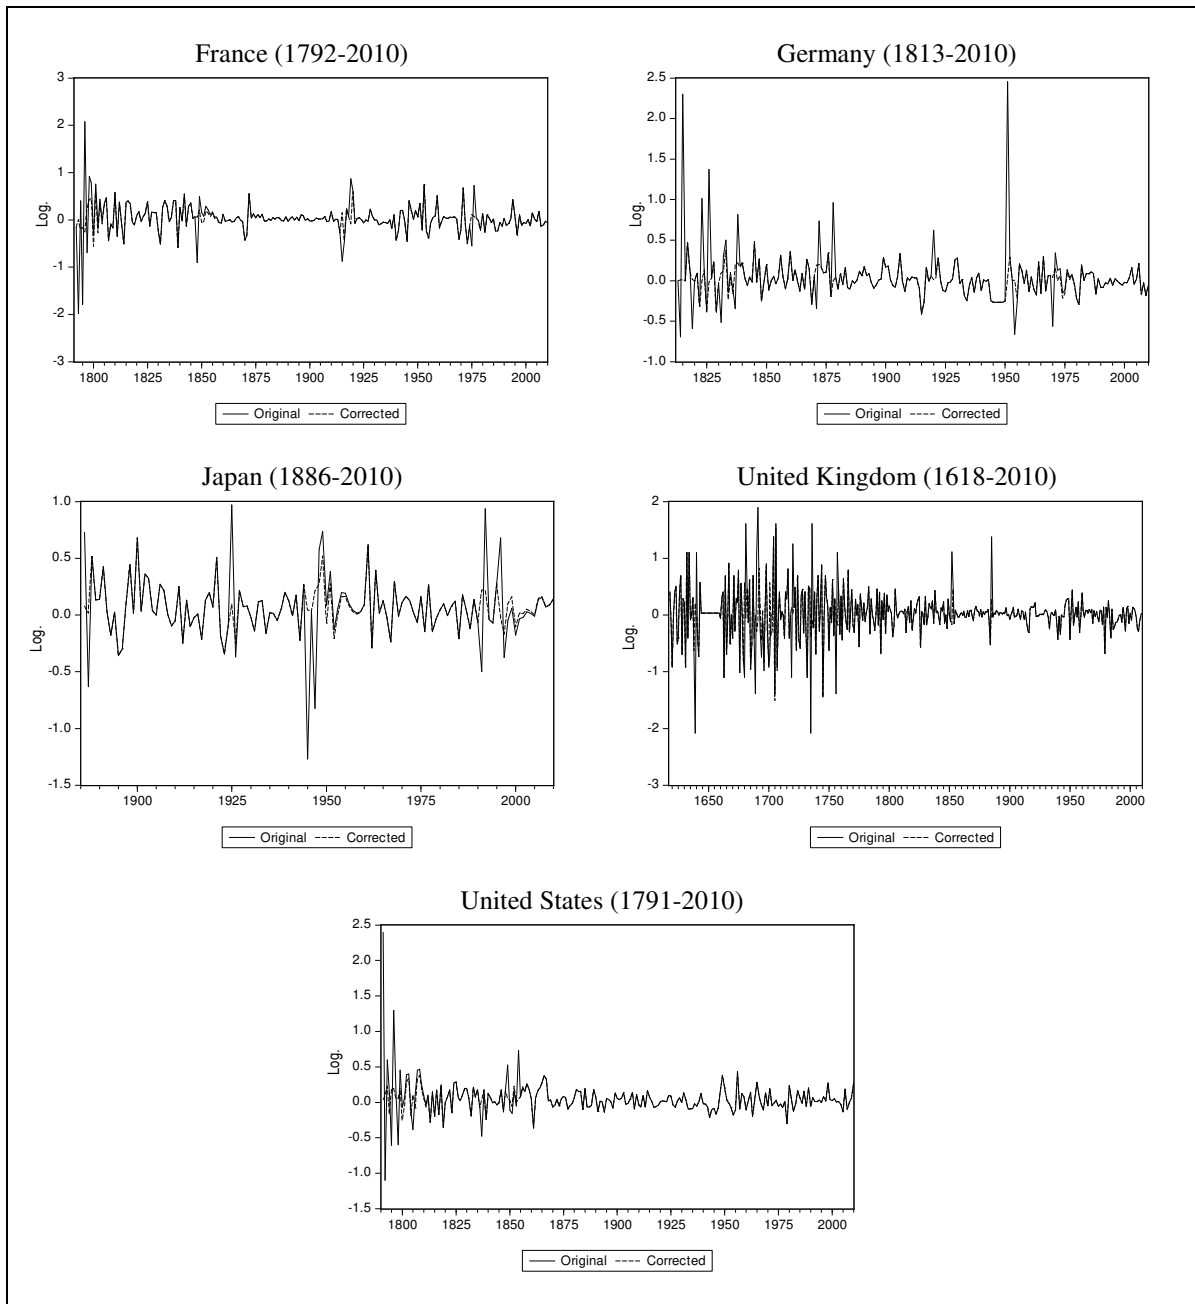 France (1792-2010)
3
2
1
0
-1
-2
-3
Log.
1800 1825 1850 1875 1900 1925 1950 1975 2000
Original Corrected
Germany (1813-2010)
2.5
2.0
1.5
1.0
0.5
0.0
-0.5
-1.0
Log.
1825 1850 1875 1900 1925 1950 1975 2000
Original Corrected
Japan (1886-2010)
1.0
0.5
0.0
-0.5
-1.0
-1.5
Log.
1900 1925 1950 1975 2000
Original Corrected
United Kingdom (1618-2010)
2
1
0
-1
-2
-3
Log.
1650 1700 1750 1800 1850 1900 1950 2000
Original Corrected
United States (1791-2010)
2.5
2.0
1.5
1.0
0.5
0.0
-0.5
-1.0
-1.5
Log.
1800 1825 1850 1875 1900 1925 1950 1975 2000
Original Corrected